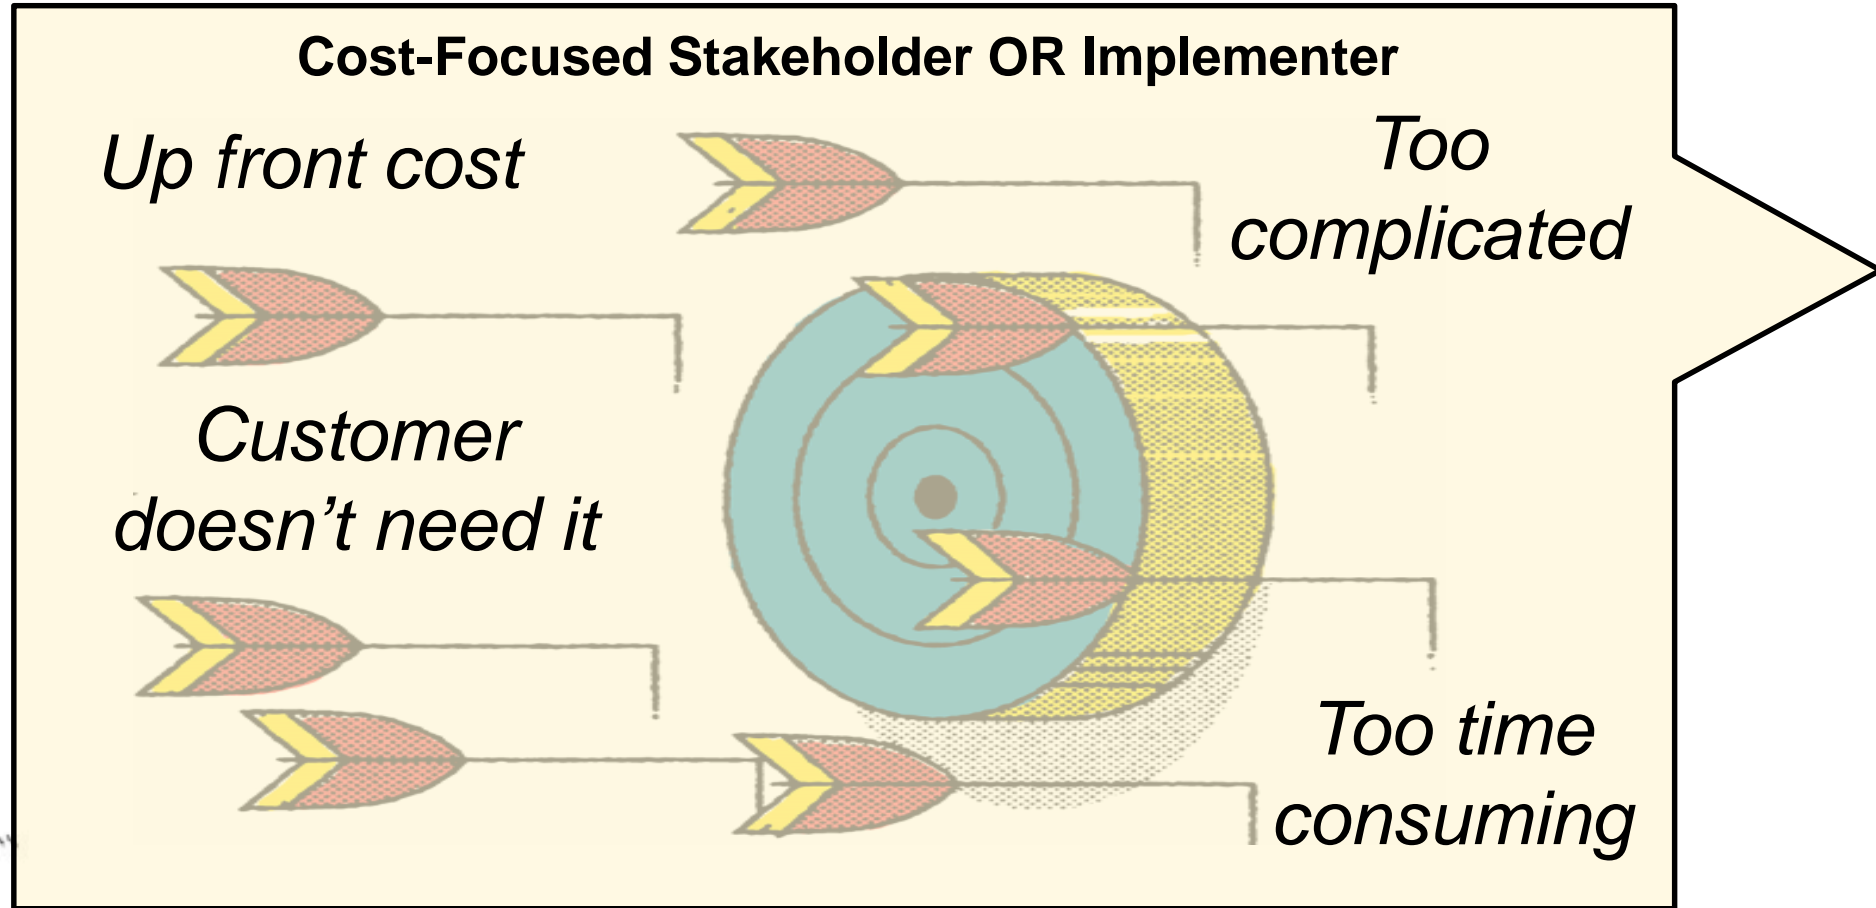 Cost-Focused Stakeholder OR Implementer
Up front cost
Too
complicated
Customer
doesn’t need it
Too time
consuming